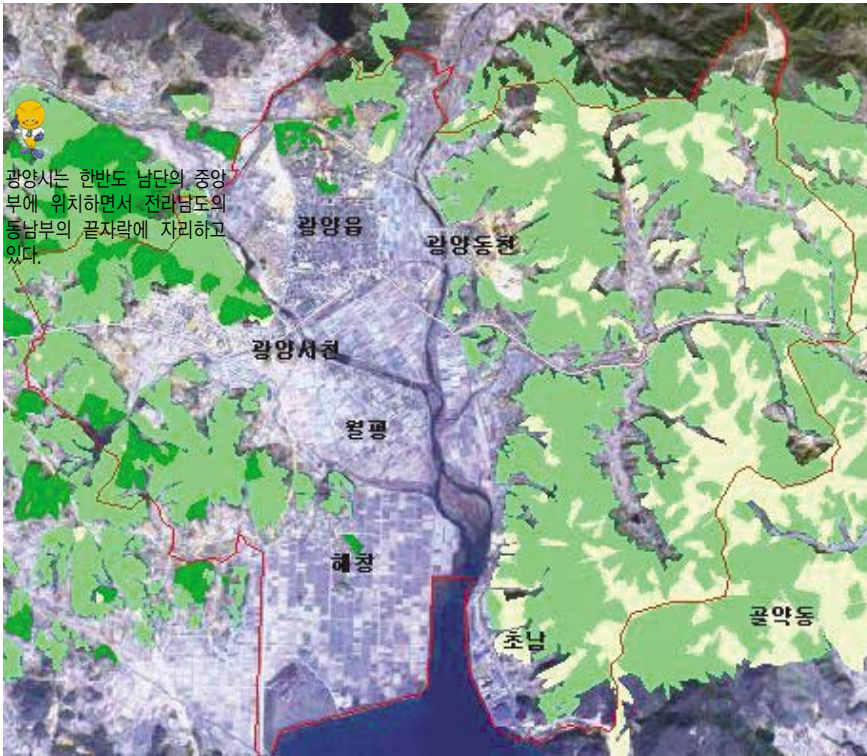 광양시는 한반도 남단의 중앙
부에 위치하면서 전라남도의
동남부의 끝자락에 자리하고
있다.
광양읍
광양동천
광양서천
월평
해창
초남
골약동